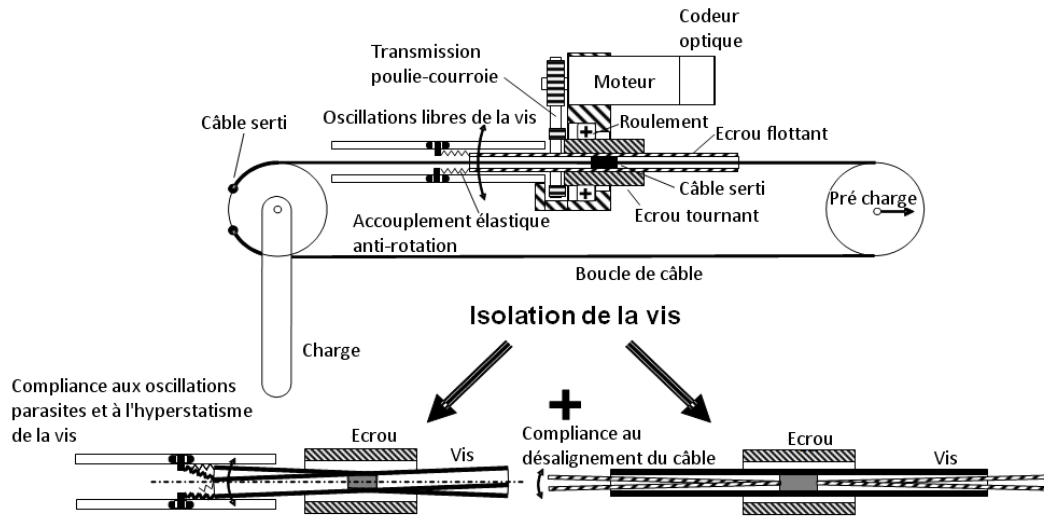 Codeur
optique
Transmission
poulie-courroie
Moteur
Oscillations libres de la vis
Roulement
Ecrou flottant
Câble serti
Câble serti
Pré charge
Ecrou tournant
Accouplement élastique
anti-rotation
Boucle de câble
Isolation de la vis
Charge
Compliance aux oscillations
parasites et à l'hyperstatisme
de la vis
Ecrou
Vis
+
Compliance au
désalignement du câble
Ecrou
Vis